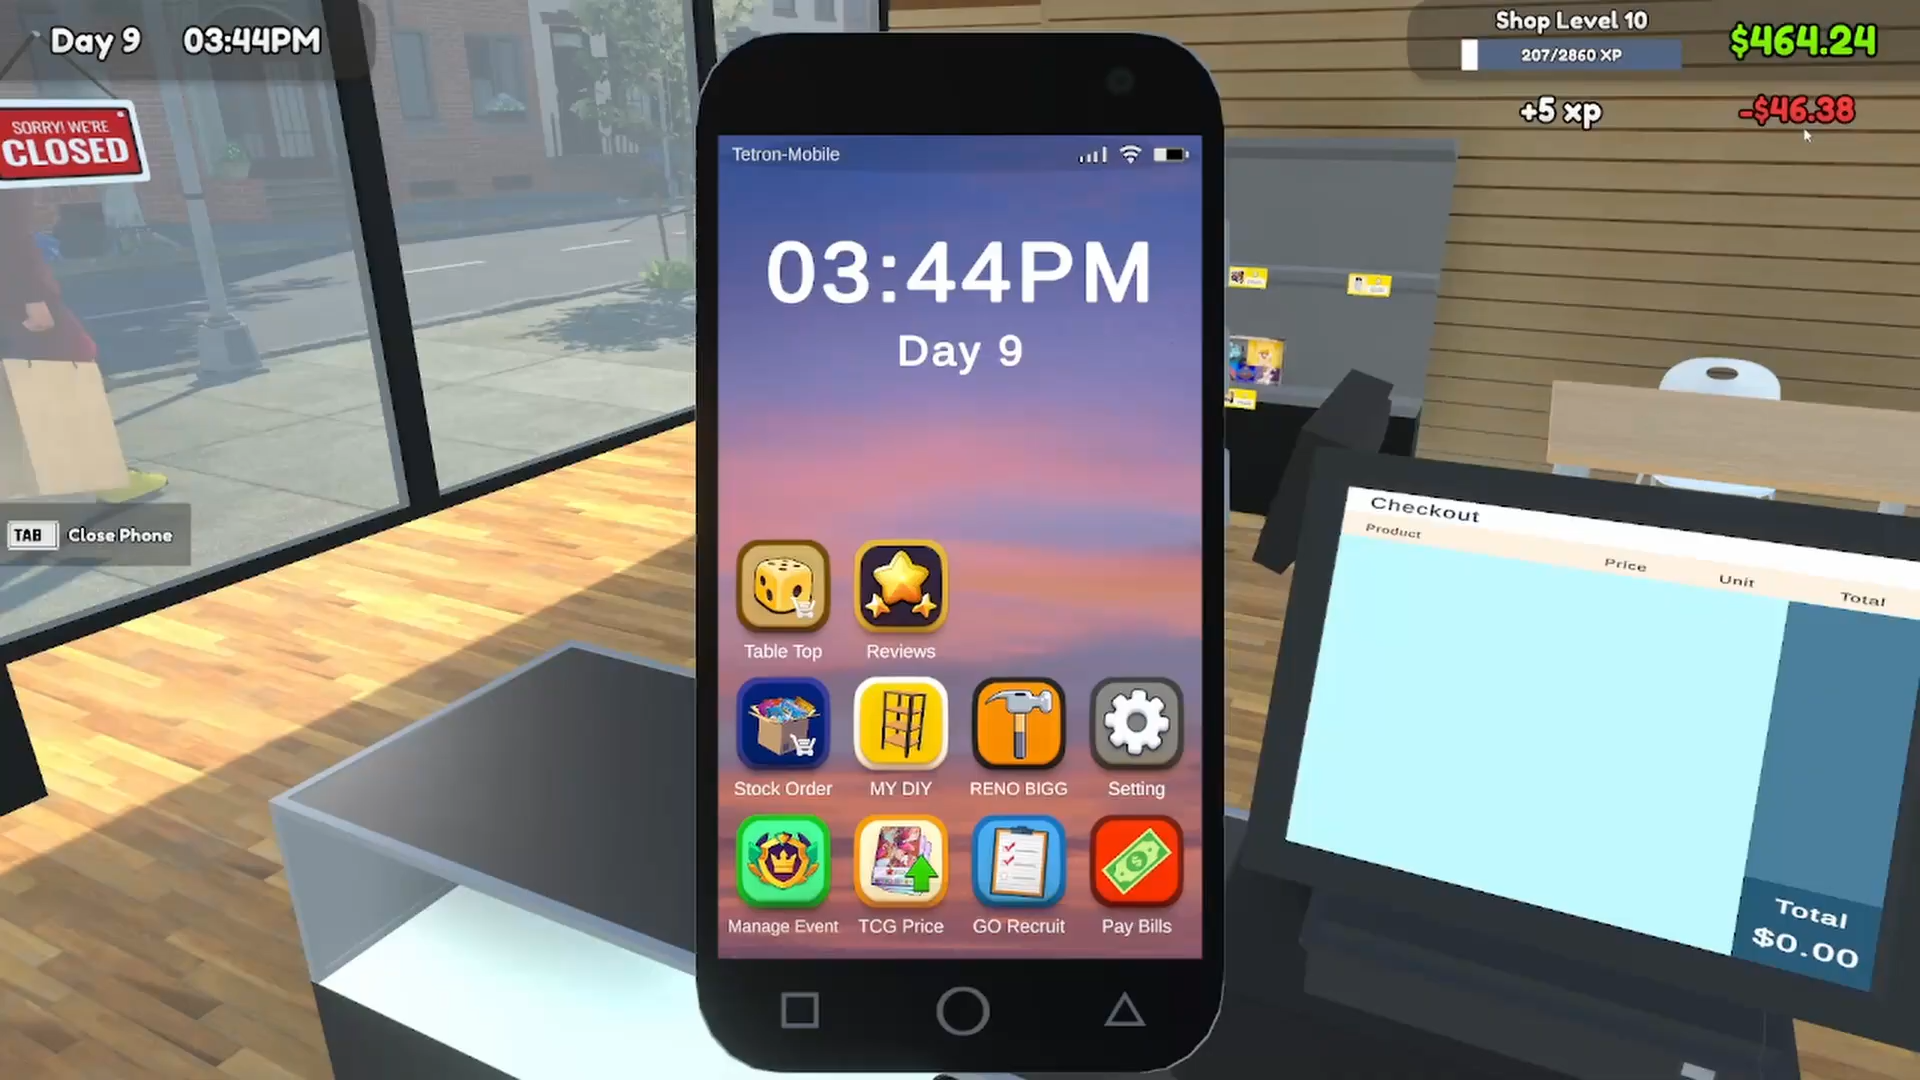 Day 9 03:44PM
Shop Level 10
207/2860 XP
$464.24
+5 xp
-$46.38
SORRY! WE'RE
CLOSED
TAB Close Phone
Tetron-Mobile
03:44PM
Day 9
Table Top
Reviews
Stock Order
MY DIY
RENO BIGG
Setting
Manage Event
TCG Price
GO Recruit
Pay Bills
Checkout
Product
Price
Unit
Total
Total
$0.00